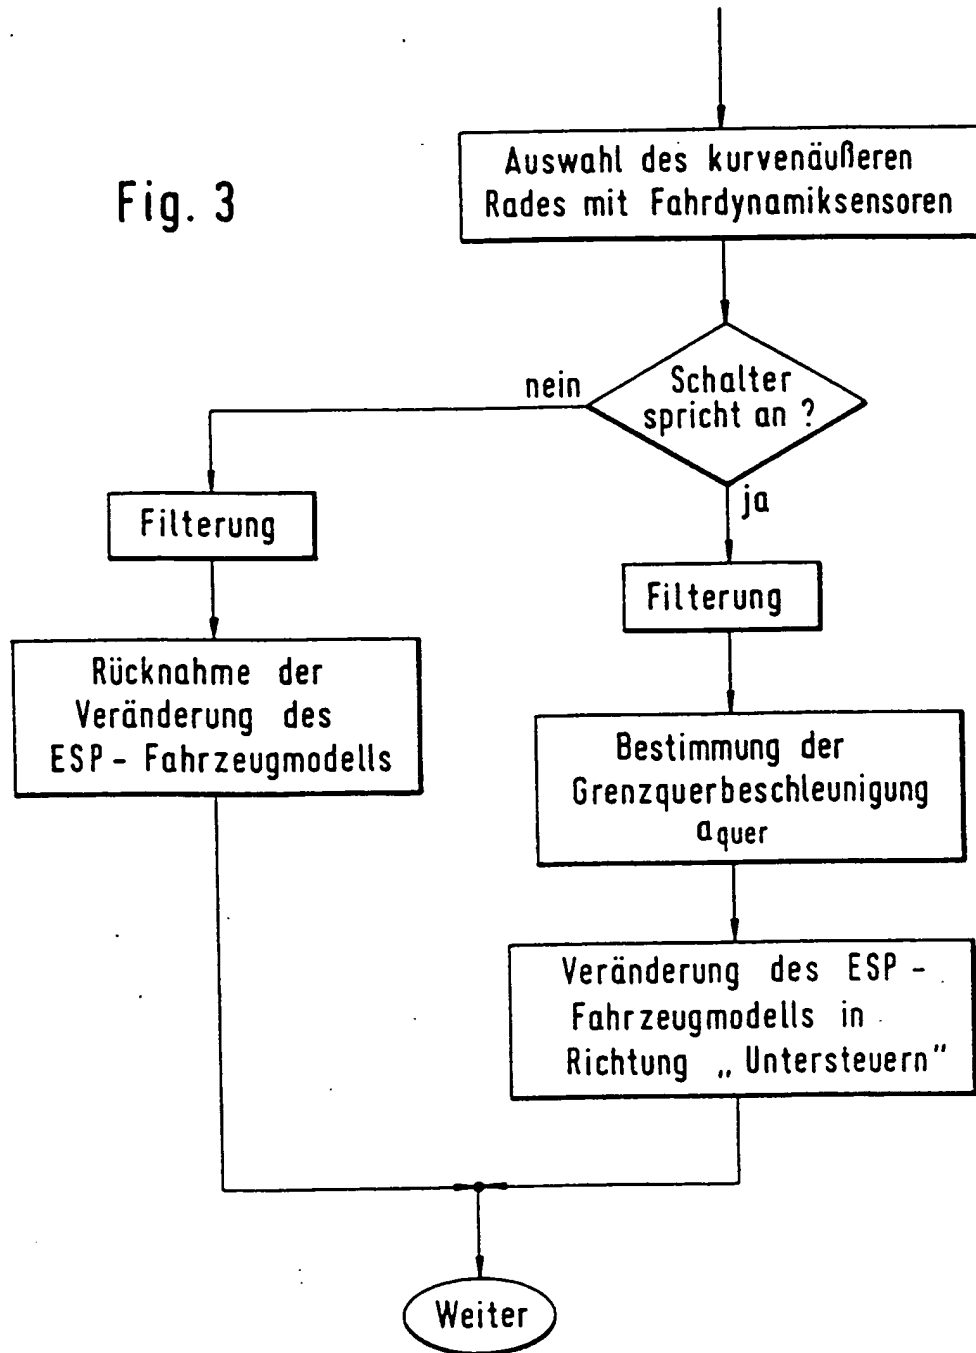 Fig. 3
Auswahl des kurvenäußeren
Rades mit Fahrdynamiksensoren
Schalter
spricht an ?
nein
ja
Filterung
Filterung
Rücknahme der
Veränderung des
ESP - Fahrzeugmodells
Bestimmung der
Grenzquerbeschleunigung
aquer
Veränderung des ESP -
Fahrzeugmodells in
Richtung „ Untersteuern "
Weiter